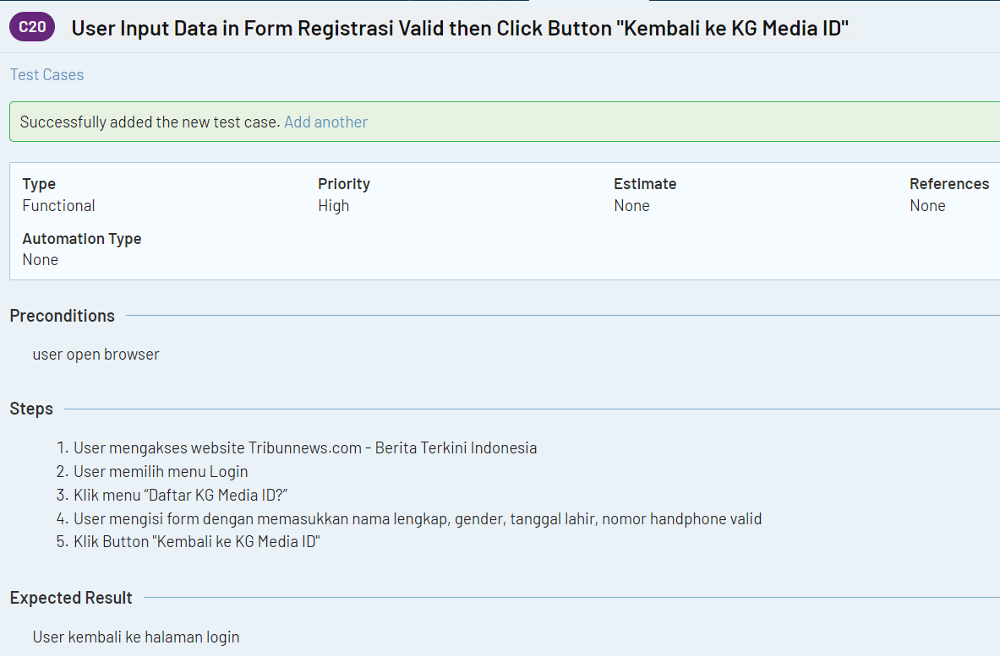 C20 User Input Data in Form Registrasi Valid then Click Button "Kembali ke KG Media ID"
Test Cases
Successfully added the new test case. Add another
Type Priority Estimate References
Functional High None None
Automation Type
None
Preconditions
user open browser
Steps
1. User mengakses website Tribunnews.com - Berita Terkini Indonesia
2. User memilih menu Login
3. Klik menu “Daftar KG Media ID?”
4. User mengisi form dengan memasukkan nama lengkap, gender, tanggal lahir, nomor handphone valid
5. Klik Button "Kembali ke KG Media ID"
Expected Result
User kembali ke halaman login